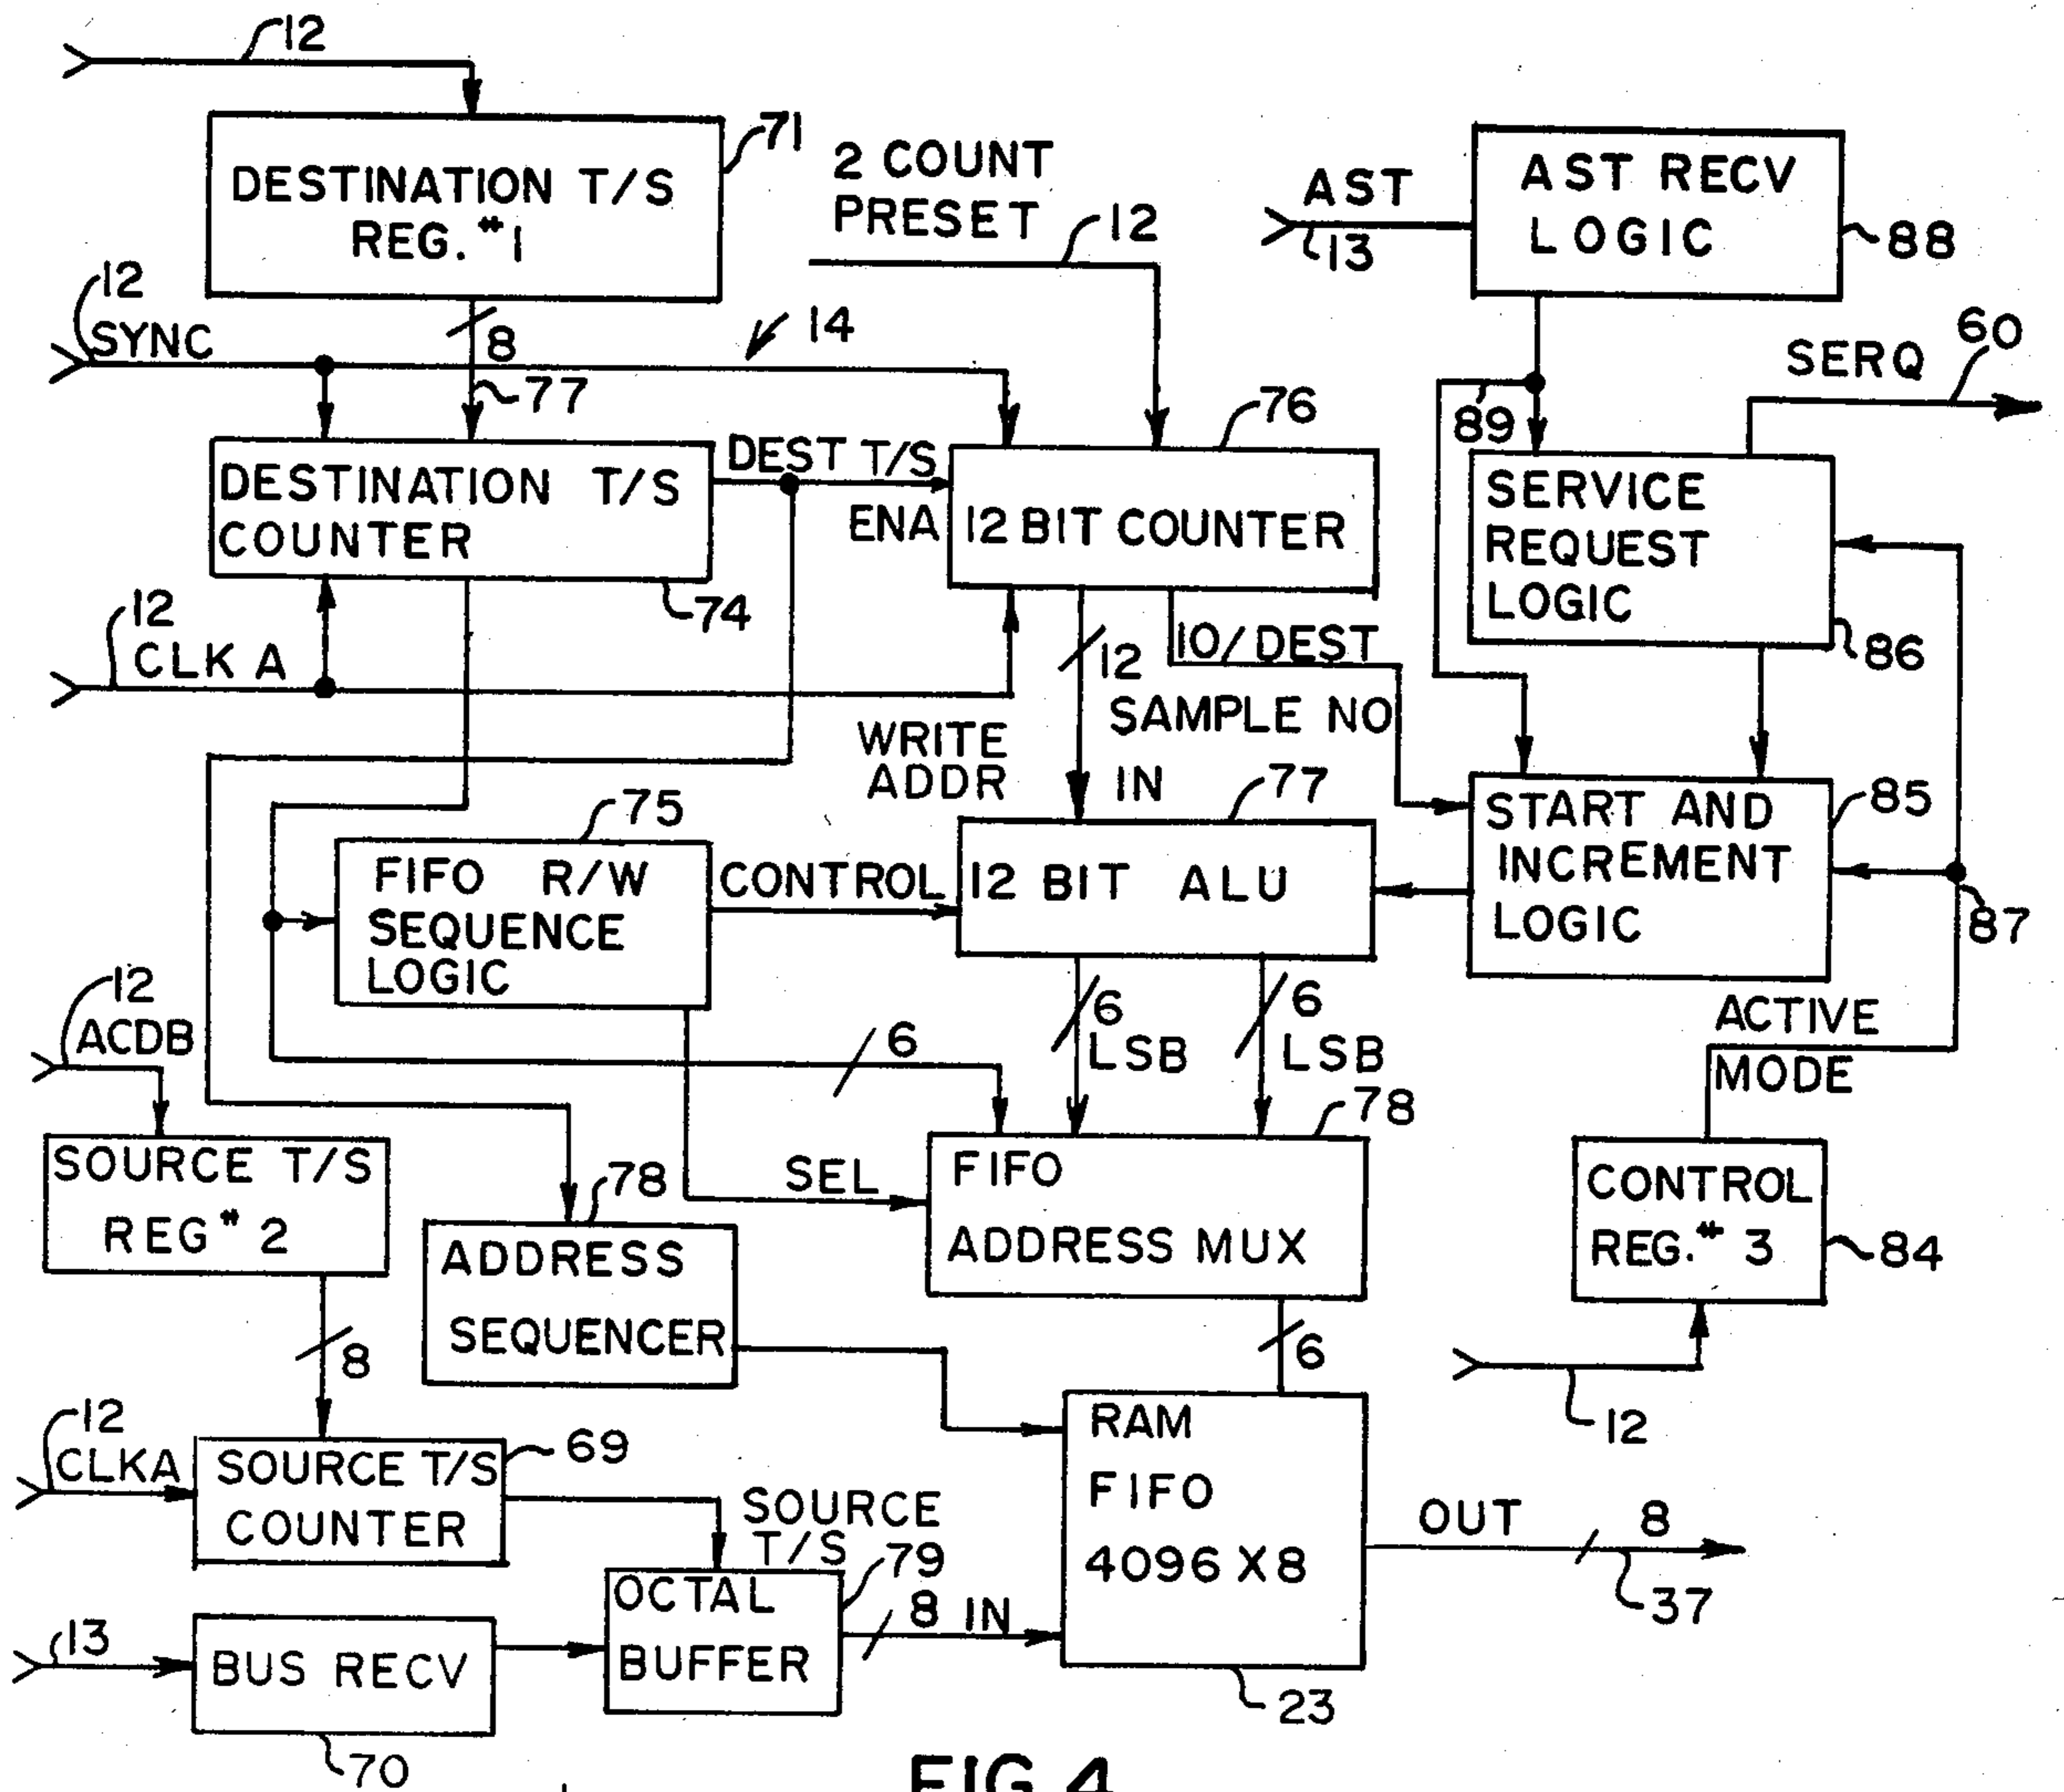 12
DESTINATION T/S
REG. #1
71
2 COUNT
PRESET
12
AST
13
AST RECV
LOGIC
88
12
SYNC
8
77
14
SERQ
60
89
DESTINATION T/S
COUNTER
74
DEST T/S
ENA
76
12 BIT COUNTER
SERVICE
REQUEST
LOGIC
86
12
CLK A
12
10/DEST
SAMPLE NO
WRITE
ADDR
IN
77
75
FIFO R/W
SEQUENCE
LOGIC
CONTROL
12 BIT ALU
START AND
INCREMENT
LOGIC
85
87
12
ACDB
6
6
LSB
6
LSB
ACTIVE
MODE
SOURCE T/S
REG # 2
78
ADDRESS
SEQUENCER
SEL
78
FIFO
ADDRESS MUX
CONTROL
REG. # 3
84
12
8
6
12
CLKA
SOURCE T/S
COUNTER
69
SOURCE
T/S
79
OCTAL
BUFFER
8 IN
RAM
FIFO
4096 X 8
23
OUT
8
37
13
BUS RECV
70
FIG. 4